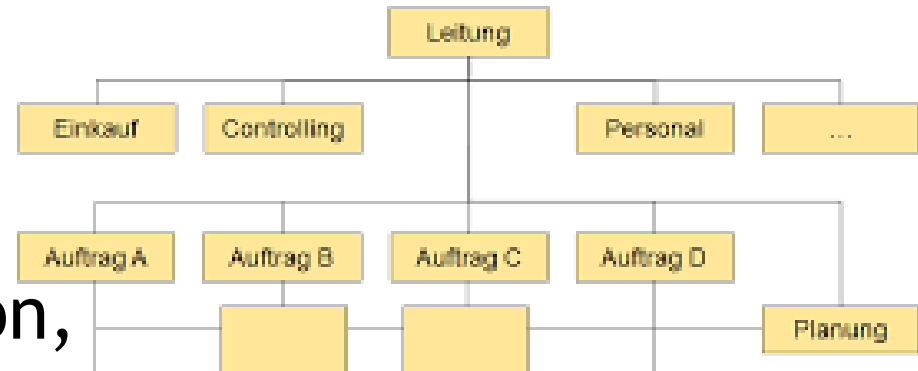 Leitung
Einkauf Controlling Personal ...
Auftrag A Auftrag B Auftrag C Auftrag D
on,
Planung